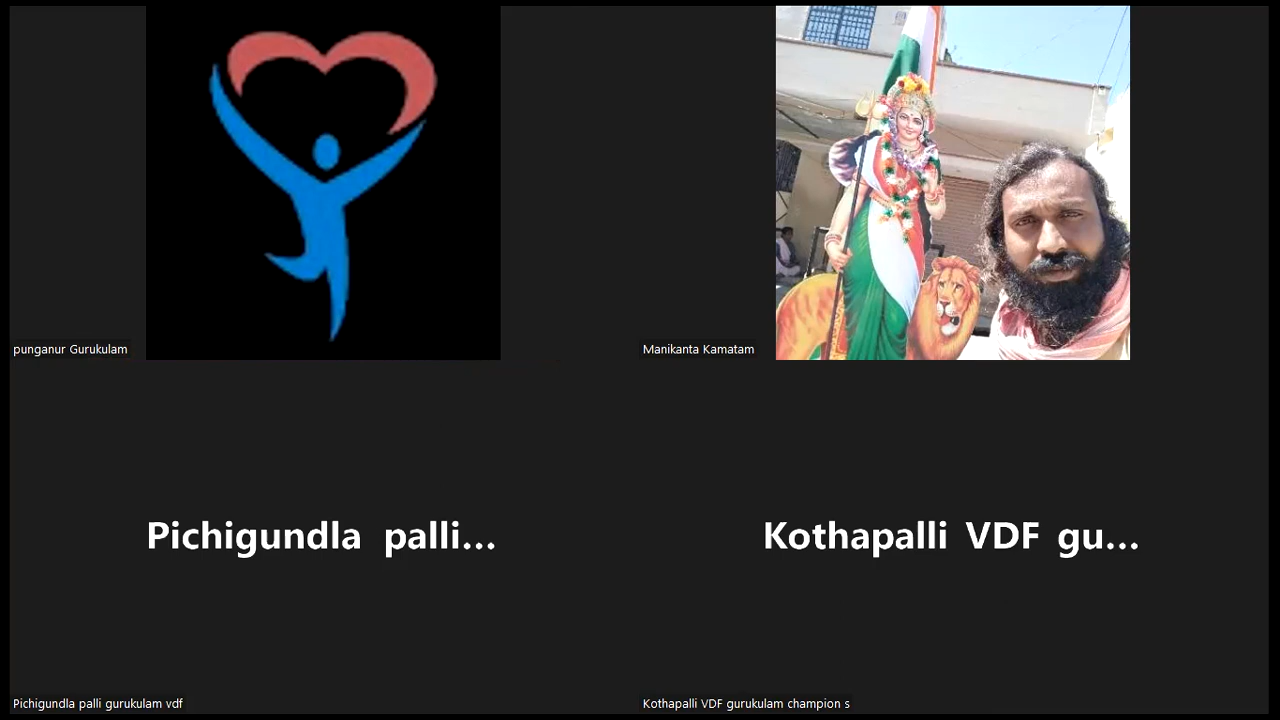 punganur Gurukulam
Manikanta Kamatam
Pichigundla palli...
Kothapalli VDF gu...
Pichigundla palli gurukulam vdf
Kothapalli VDF gurukulam champion s